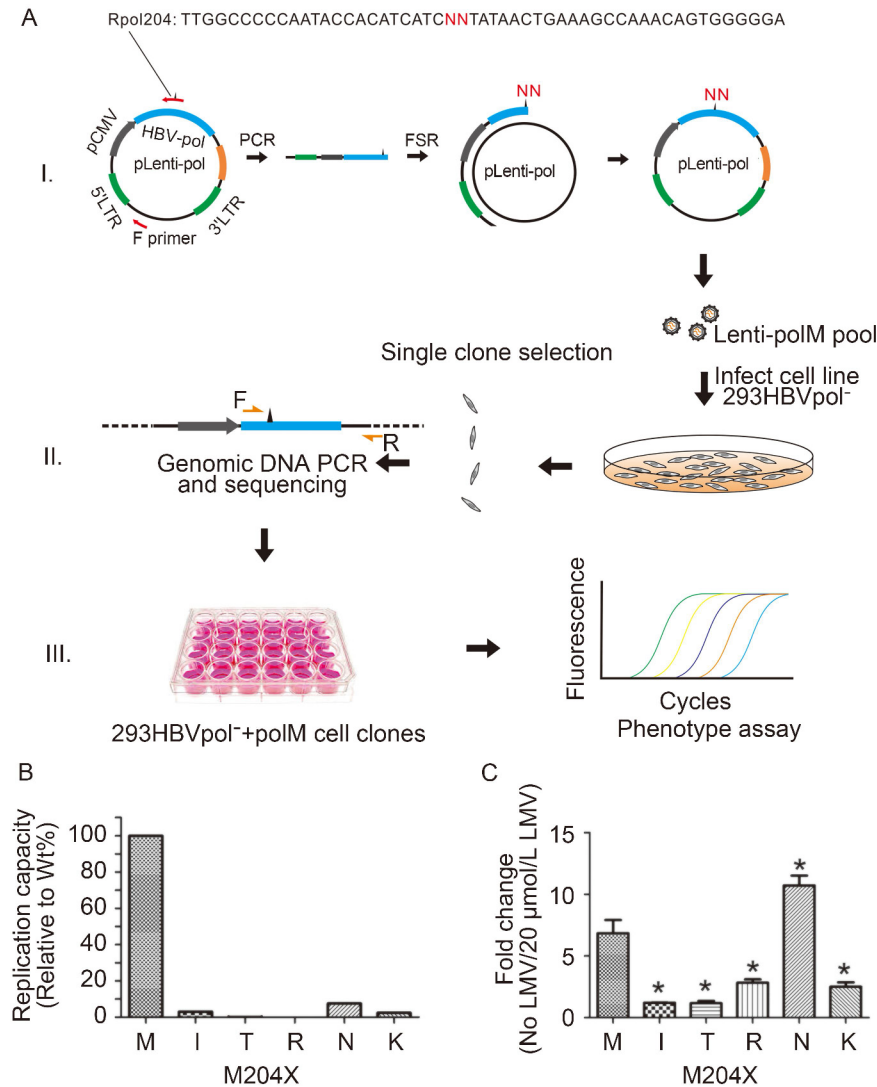 A
Rpol204: TTGGCCCCCAATACCACATCATCNNTATAACTGAAAGCCAAACAGTGGGGGA
NN
NN
pCMV
HBV-pol
pLenti-pol
PCR
FSR
pLenti-pol
pLenti-pol
I.
5'LTR
3'LTR
F primer
Lenti-polM pool
Single clone selection
Infect cell line
293HBVpol⁻
F
R
II.
Genomic DNA PCR
and sequencing
III.
Fluorescence
Cycles
Phenotype assay
293HBVpol⁻+polM cell clones
B
Replication capacity
(Relative to Wt%)
100
80
60
40
20
0
M I T R N K
M204X
C
Fold change
(No LMV/20 μmol/L LMV)
15
10
5
0
* * * * *
M I T R N K
M204X